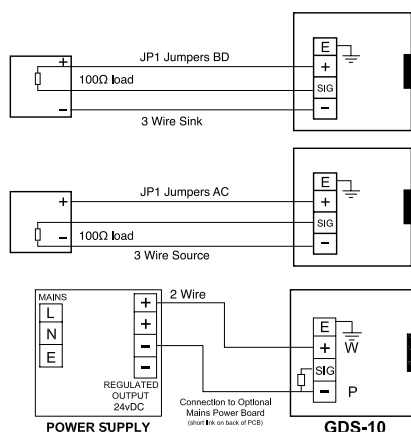 JP1 Jumpers BD
E
+
+
100Ω load
SIG
−
−
3 Wire Sink
JP1 Jumpers AC
E
+
+
SIG
100Ω load
−
−
3 Wire Source
MAINS
L
N
E
+
+
−
−
2 Wire
E
+
W
SIG
−
P
REGULATED
OUTPUT
24vDC
Connection to Optional
Mains Power Board
(short link on back of PCB)
POWER SUPPLY
GDS-10